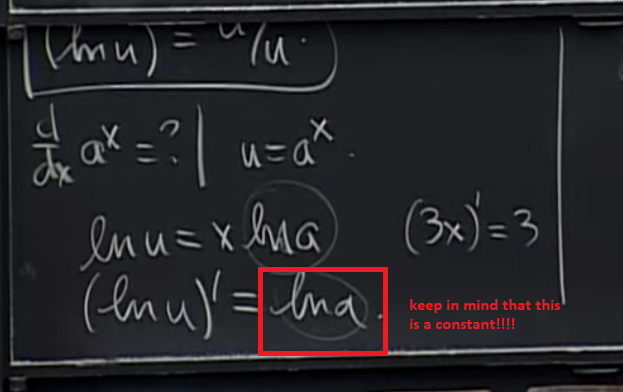 (ln u) = u'/u.
d/dx a^x = ? | u = a^x.
ln u = x ln a (3x)' = 3
(ln u)' = ln a.
keep in mind that this
is a constant!!!!